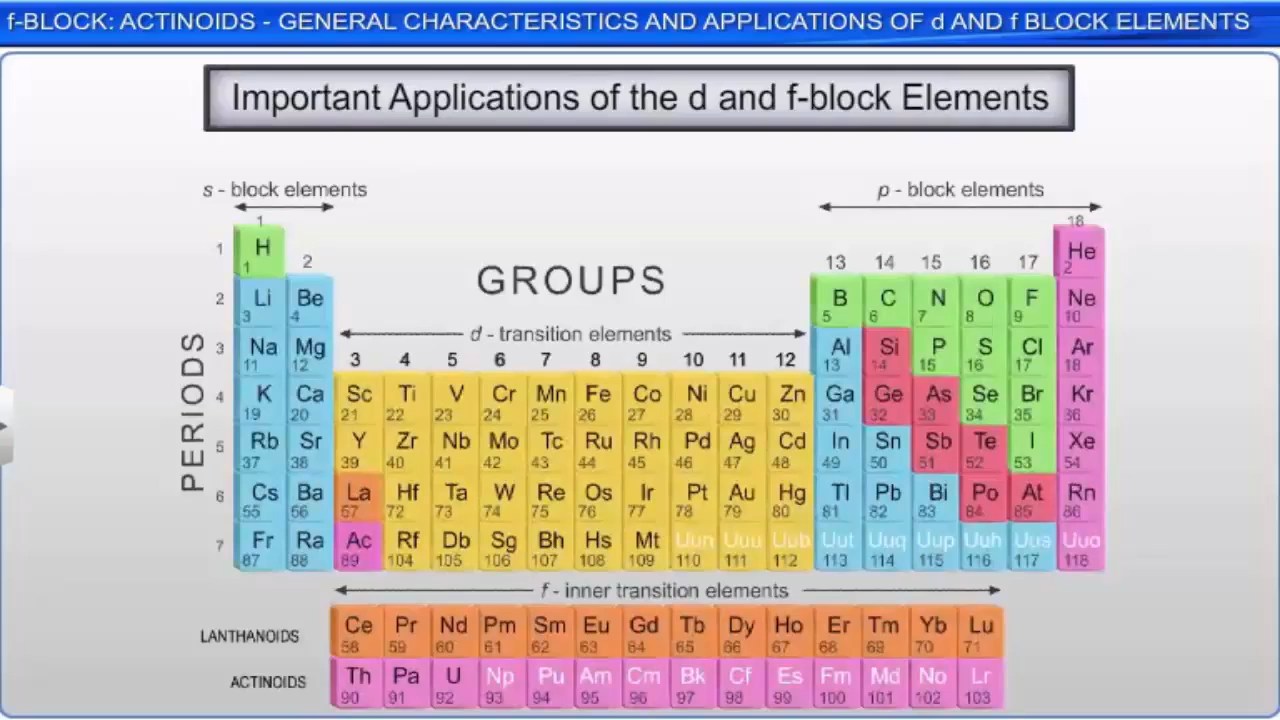 f-BLOCK: ACTINOIDS - GENERAL CHARACTERISTICS AND APPLICATIONS OF d AND f BLOCK ELEMENTS
Important Applications of the d and f-block Elements
s - block elements
p - block elements
1
18
1 H He
1 2
2 13 14 15 16 17
GROUPS
2 Li Be B C N O F Ne
3 4 5 6 7 8 9 10
d - transition elements
PERIODS
3 Na Mg Al Si P S Cl Ar
11 12 13 14 15 16 17 18
3 4 5 6 7 8 9 10 11 12
4 K Ca Sc Ti V Cr Mn Fe Co Ni Cu Zn Ga Ge As Se Br Kr
19 20 21 22 23 24 25 26 27 28 29 30 31 32 33 34 35 36
5 Rb Sr Y Zr Nb Mo Tc Ru Rh Pd Ag Cd In Sn Sb Te I Xe
37 38 39 40 41 42 43 44 45 46 47 48 49 50 51 52 53 54
6 Cs Ba La Hf Ta W Re Os Ir Pt Au Hg Tl Pb Bi Po At Rn
55 56 57 72 73 74 75 76 77 78 79 80 81 82 83 84 85 86
7 Fr Ra Ac Rf Db Sg Bh Hs Mt Uun Uuu Uub Uut Uuq Uup Uuh Uus Uuo
87 88 89 104 105 106 107 108 109 110 111 112 113 114 115 116 117 118
f - inner transition elements
LANTHANOIDS Ce Pr Nd Pm Sm Eu Gd Tb Dy Ho Er Tm Yb Lu
58 59 60 61 62 63 64 65 66 67 68 69 70 71
ACTINOIDS Th Pa U Np Pu Am Cm Bk Cf Es Fm Md No Lr
90 91 92 93 94 95 96 97 98 99 100 101 102 103